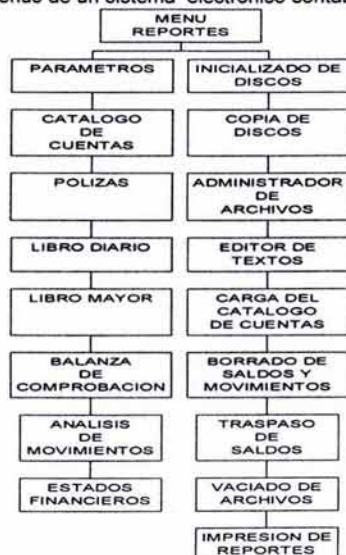 menús de un sistema electrónico conta
MENU
REPORTES
PARAMETROS
CATALOGO
DE
CUENTAS
POLIZAS
LIBRO DIARIO
LIBRO MAYOR
BALANZA
DE
COMPROBACION
ANALISIS
DE
MOVIMIENTOS
ESTADOS
FINANCIEROS
INICIALIZADO DE
DISCOS
COPIA DE
DISCOS
ADMINISTRADOR
DE
ARCHIVOS
EDITOR DE
TEXTOS
CARGA DEL
CATALOGO
DE CUENTAS
BORRADO DE
SALDOS Y
MOVIMIENTOS
TRASPASO
DE
SALDOS
VACIADO DE
ARCHIVOS
IMPRESION DE
REPORTES